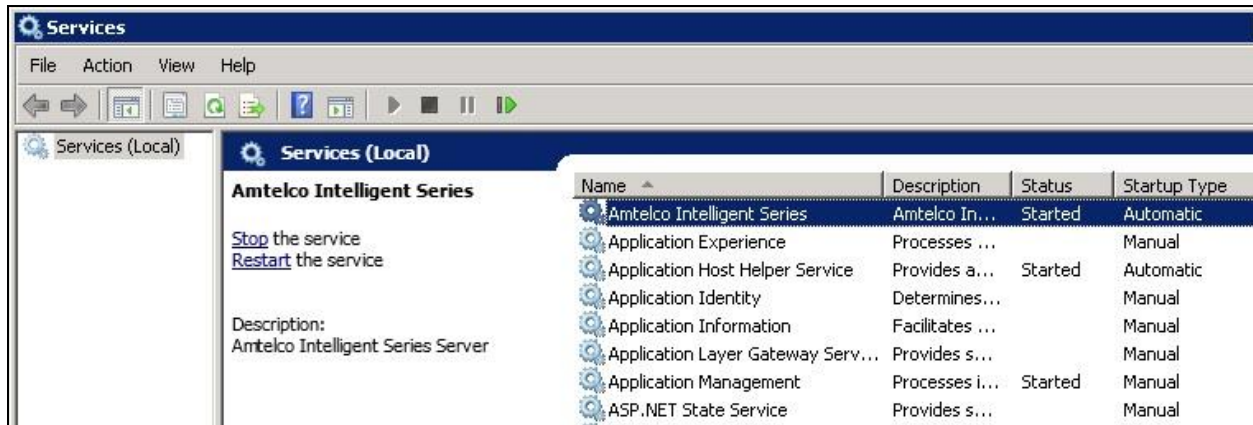 Services
File Action View Help
Services (Local)
Services (Local)
Amtelco Intelligent Series
Stop the service
Restart the service
Description:
Amtelco Intelligent Series Server
Name Description Status Startup Type
Amtelco Intelligent Series Amtelco In... Started Automatic
Application Experience Processes ... Manual
Application Host Helper Service Provides a... Started Automatic
Application Identity Determines... Manual
Application Information Facilitates ... Manual
Application Layer Gateway Serv... Provides s... Manual
Application Management Processes i... Started Manual
ASP.NET State Service Provides s... Manual